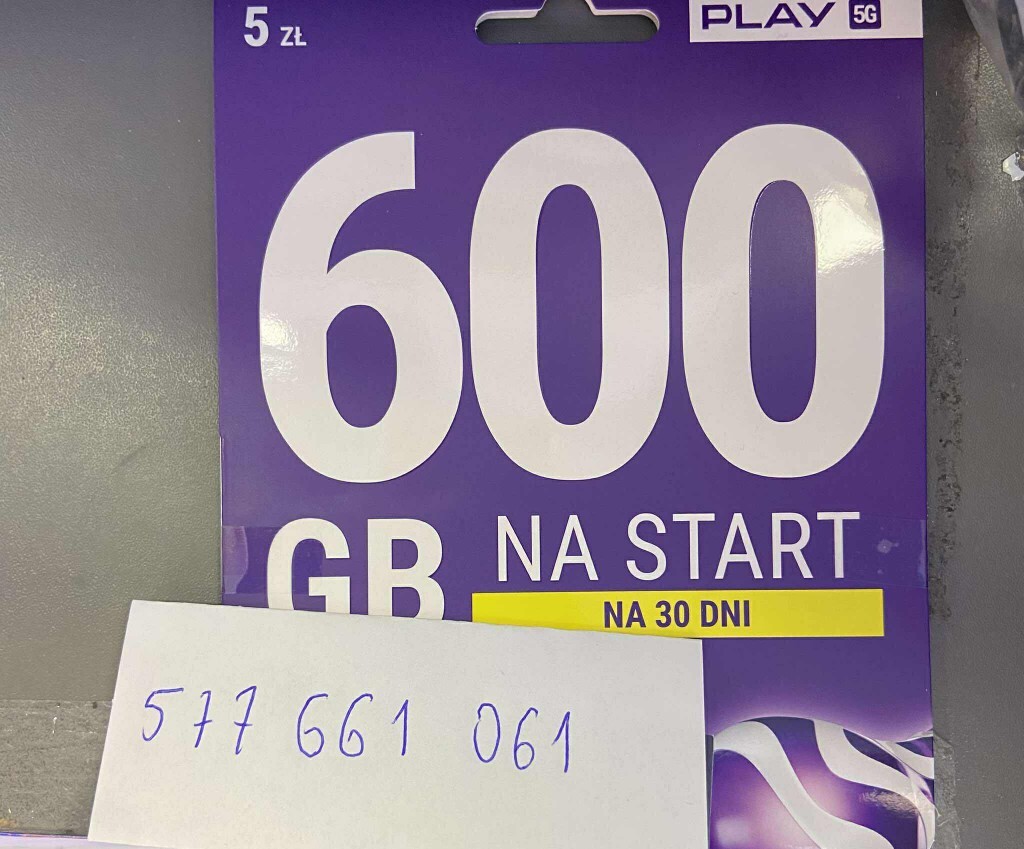 5 ZŁ
PLAY 5G
600
GB NA START
NA 30 DNI
577 661 061